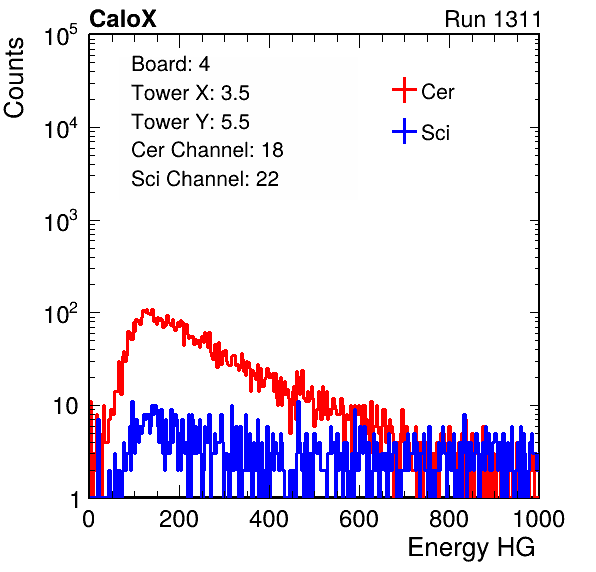 CaloX Run 1311
Counts
10^5
10^4
10^3
10^2
10
1
Board: 4
Tower X: 3.5
Tower Y: 5.5
Cer Channel: 18
Sci Channel: 22
Cer
Sci
0 200 400 600 800 1000
Energy HG